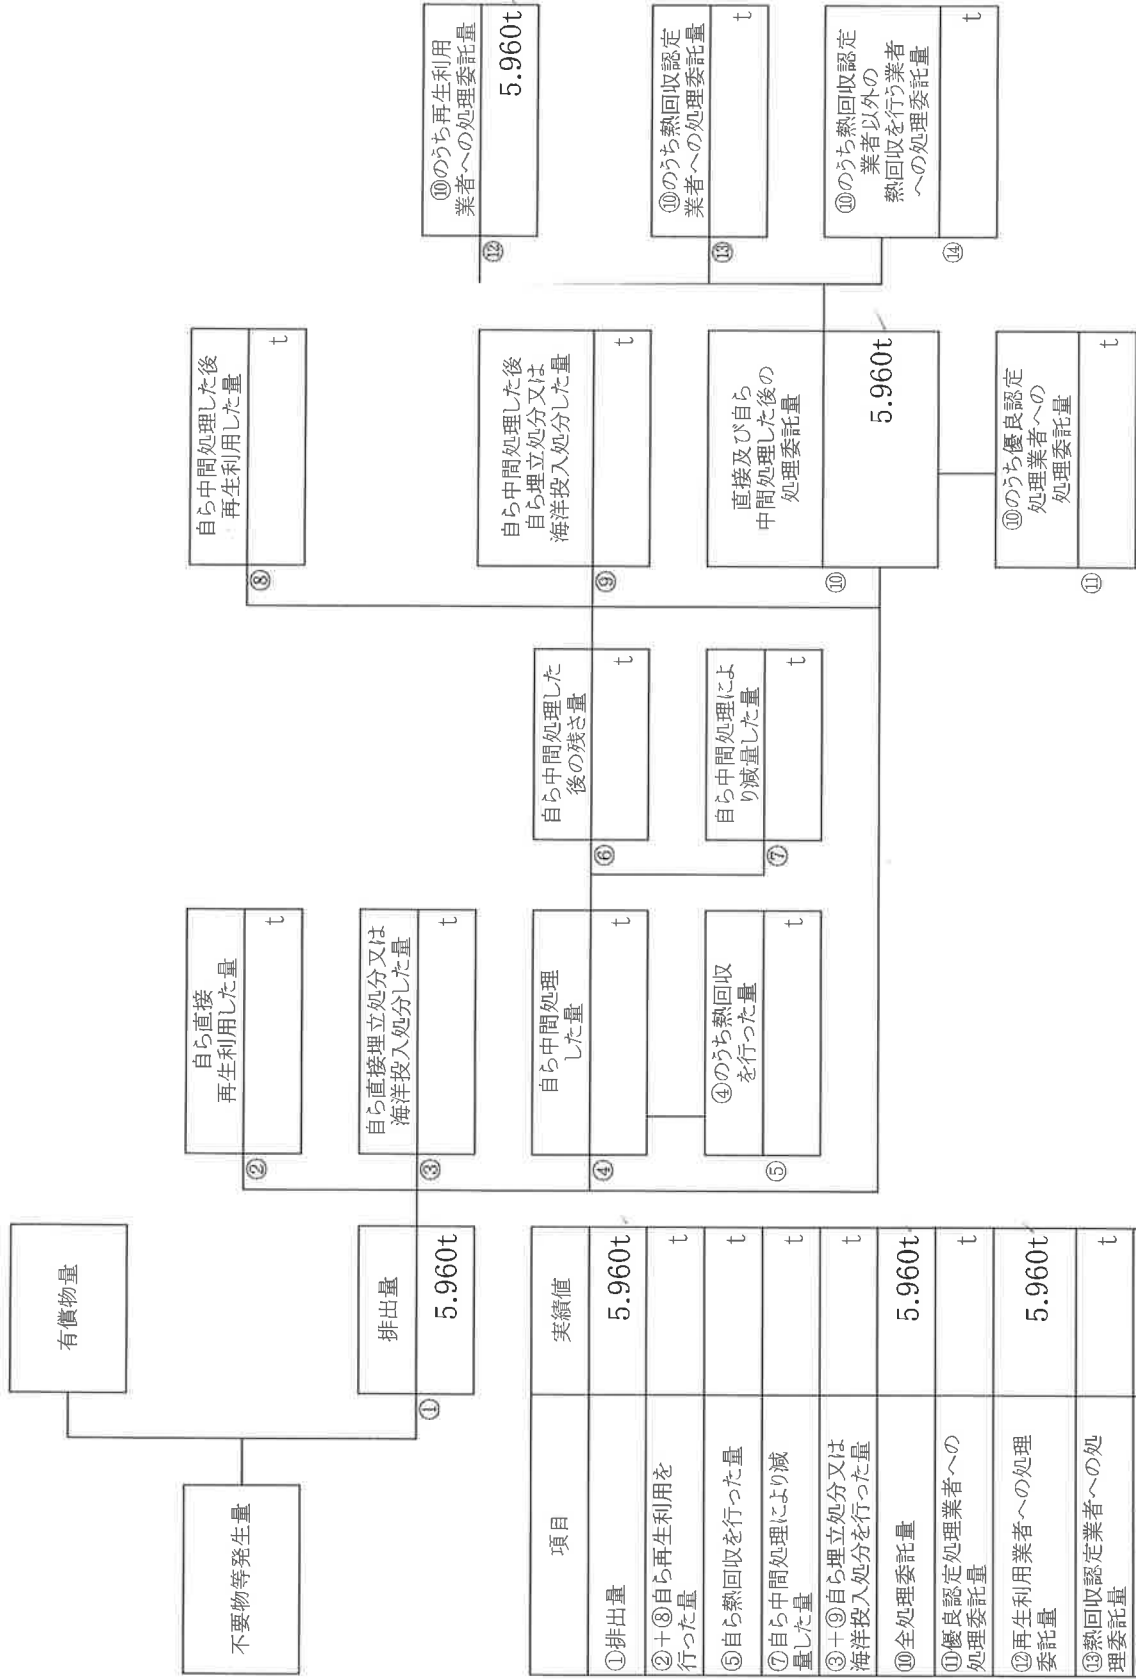 不要物等発生量
有償物量
①
排出量
5.960t
②
自ら直接
再生利用した量
t
③
自ら直接埋立処分又は
海洋投入処分した量
t
④
自ら中間処理
した量
t
⑤
④のうち熱回収
を行った量
t
⑥
自ら中間処理した
後の残さ量
t
⑦
自ら中間処理によ
り減量した量
t
⑧
自ら中間処理した後
再生利用した量
t
⑨
自ら中間処理した後
自ら埋立処分又は
海洋投入処分した量
t
⑩
直接及び自ら
中間処理した後の
処理委託量
5.960t
⑪
⑩のうち優良認定
処理業者への
処理委託量
t
⑫
⑩のうち再生利用
業者への処理委託量
5.960t
⑬
⑩のうち熱回収認定
業者への処理委託量
t
⑭
⑩のうち熱回収認定
業者以外の
熱回収を行う業者
への処理委託量
t
項目 実績値
①排出量 5.960t
②+⑧自ら再生利用を
行った量 t
⑤自ら熱回収を行った量 t
⑦自ら中間処理により減
量した量 t
③+⑨自ら埋立処分又は
海洋投入処分を行った量 t
⑩全処理委託量 5.960t
⑪優良認定処理業者への
処理委託量 t
⑫再生利用業者への処理
委託量 5.960t
⑬熱回収認定業者への処
理委託量 t